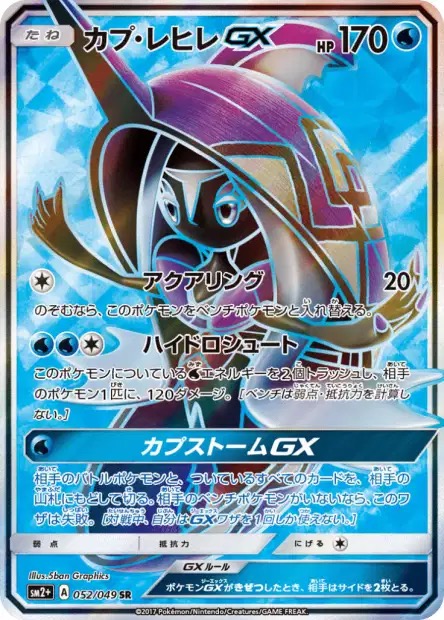 たね カプ・レヒレGX HP170
アクアリング 20
のぞむなら、このポケモンをベンチポケモンと入れ替える。
ハイドロシュート
このポケモンについている エネルギーを2個トラッシュし、相手
のポケモン1匹に、120ダメージ。[ベンチは弱点・抵抗力を計算し
ない。]
カプストームGX
相手のバトルポケモンと、ついているすべてのカードを、相手の
山札にもどして切る。相手のベンチポケモンがいないなら、このワ
ザは失敗。[対戦中、自分はGXワザを1回しか使えない。]
弱点 抵抗力 にげる
GXルール
Illus.5ban Graphics
SM2+ A 052/049 SR ポケモンGXがきぜつしたとき、相手はサイドを2枚とる。
©2017 Pokémon/Nintendo/Creatures/GAME FREAK.